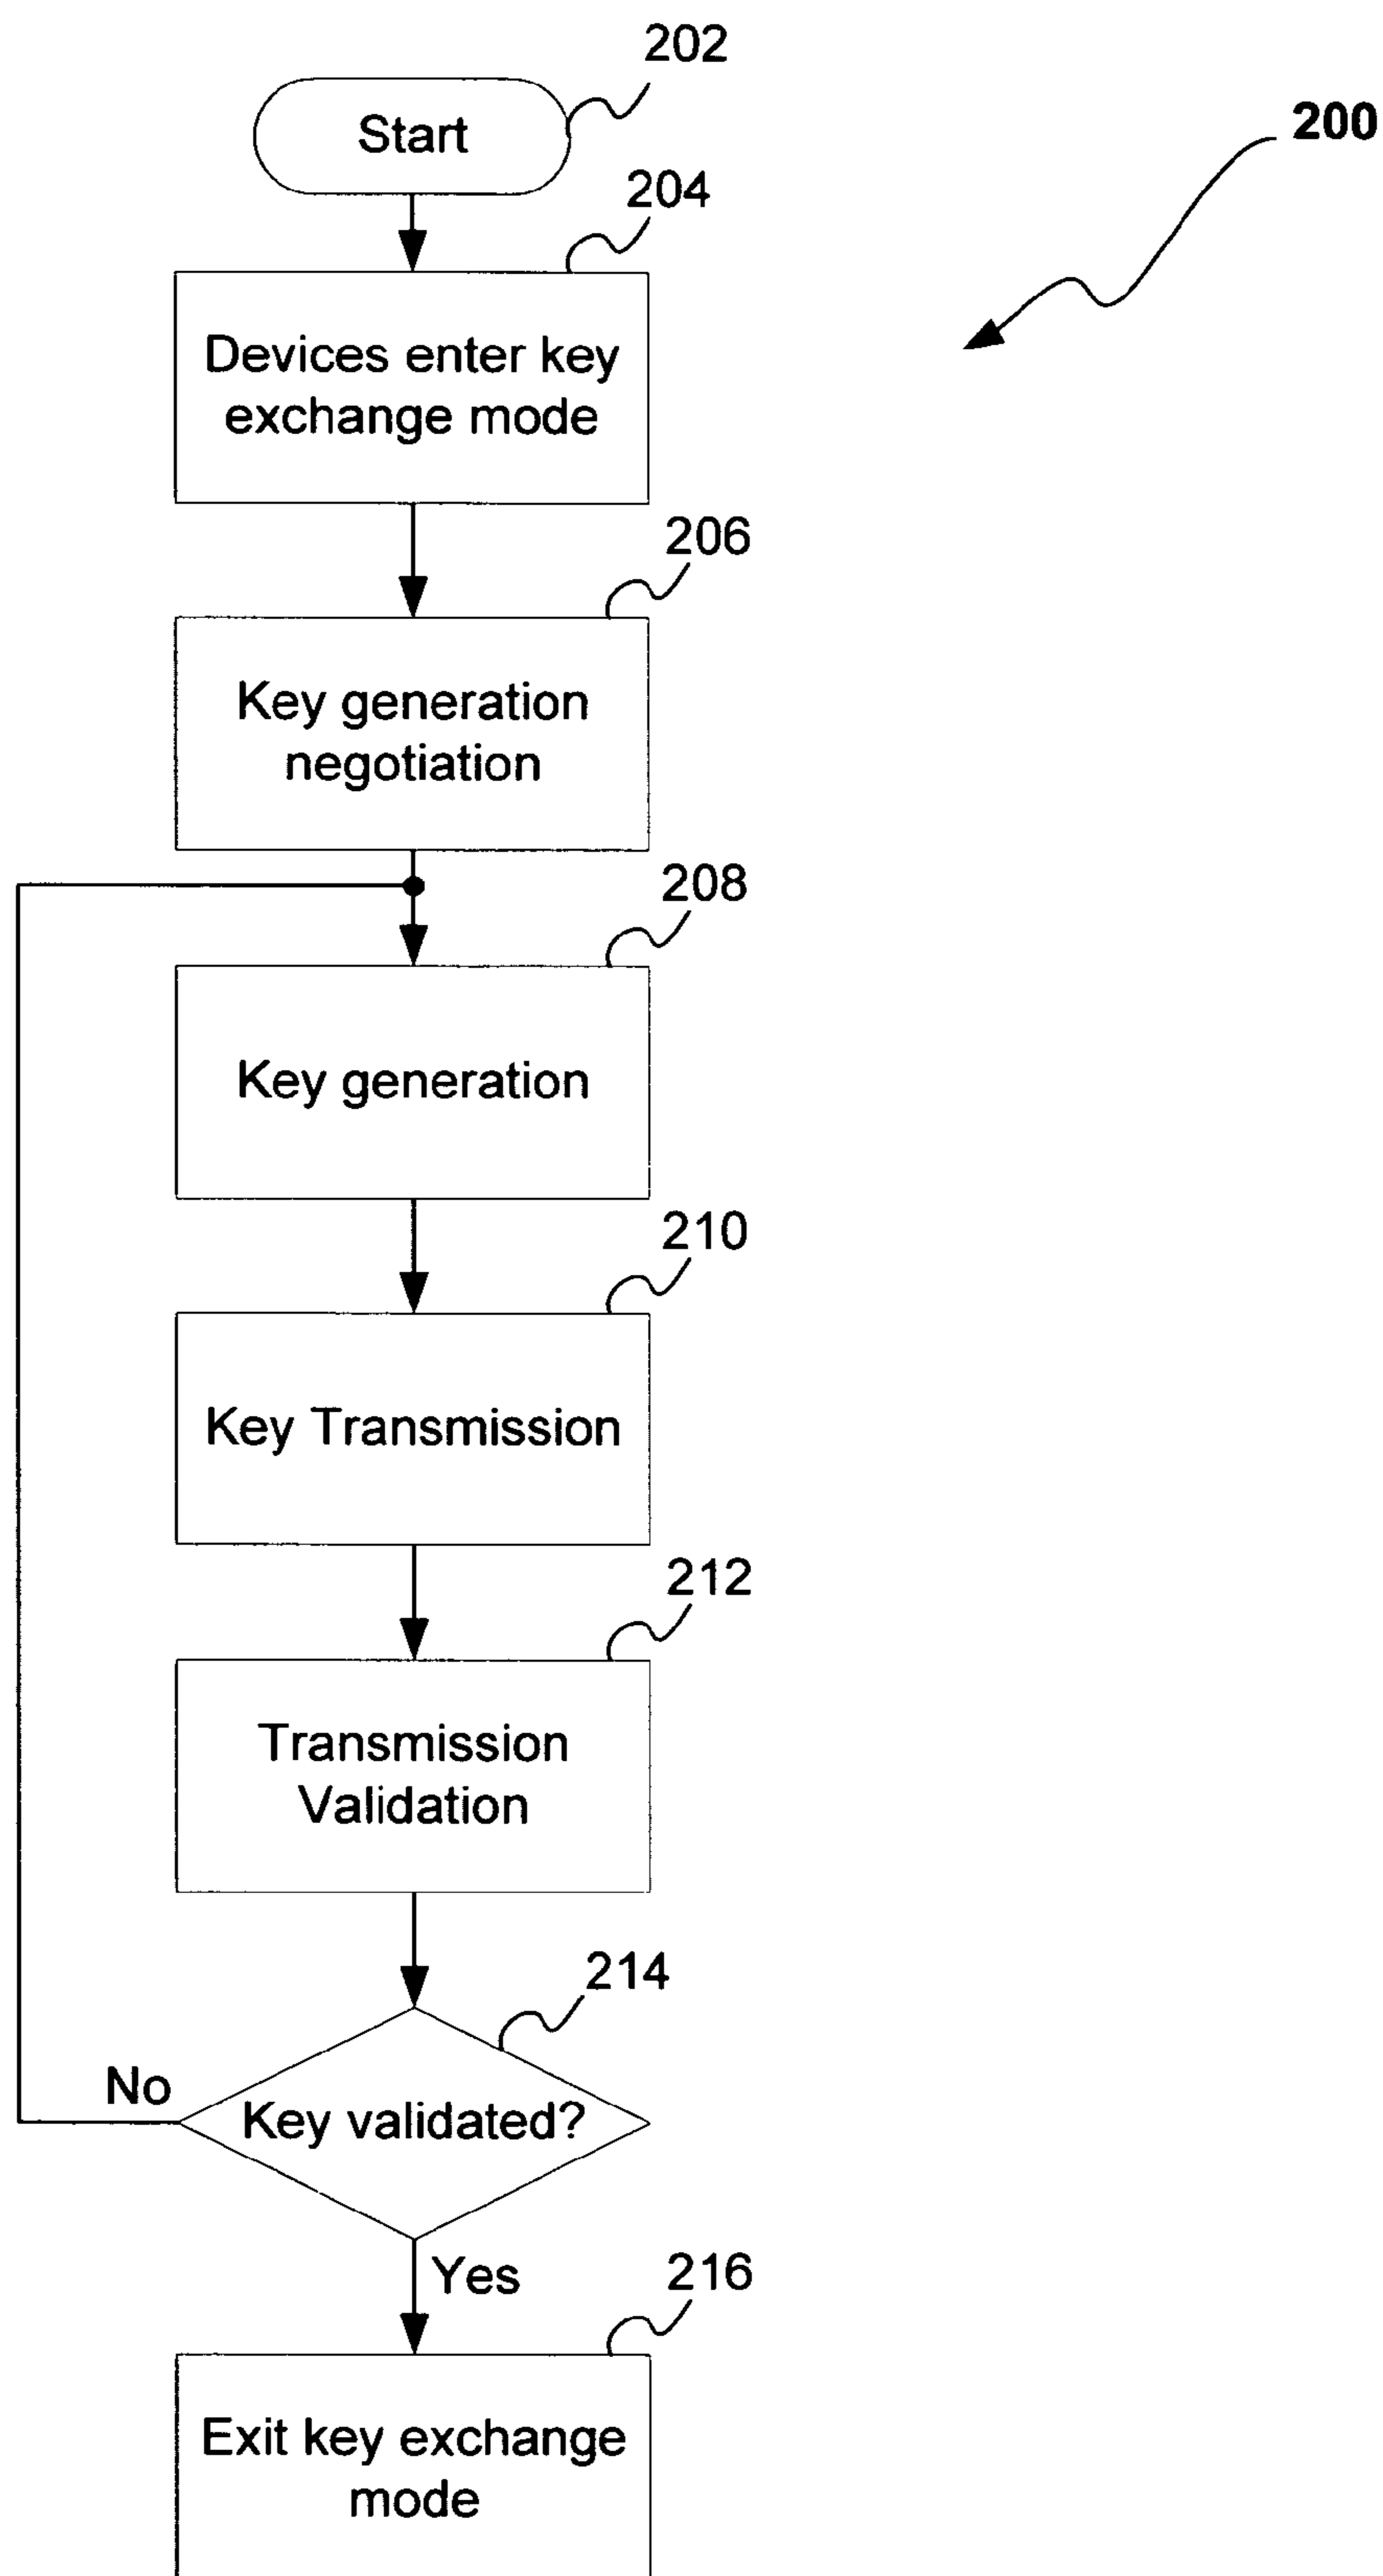 202
Start
200
204
Devices enter key
exchange mode
206
Key generation
negotiation
208
Key generation
210
Key Transmission
212
Transmission
Validation
214
No
Key validated?
Yes
216
Exit key exchange
mode